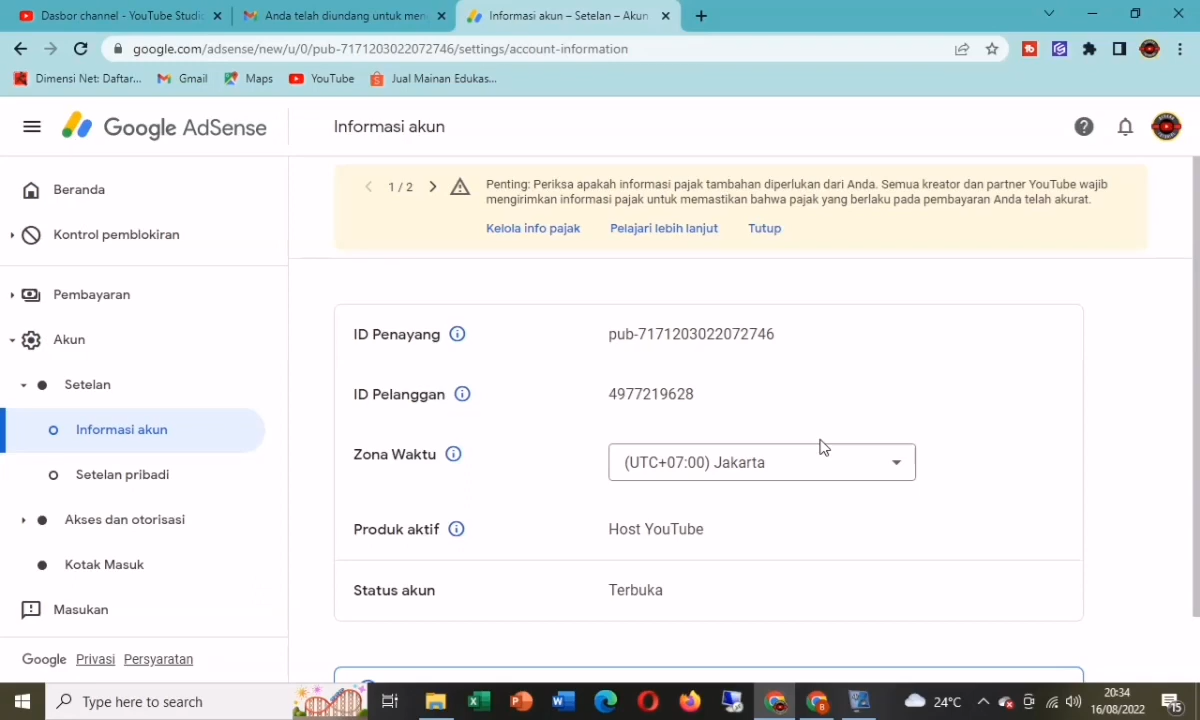 Dasbor channel - YouTube Studio
Anda telah diundang untuk men
Informasi akun – Setelan – Akun
google.com/adsense/new/u/0/pub-7171203022072746/settings/account-information
Dimensi Net: Daftar...
Gmail
Maps
YouTube
Jual Mainan Edukas...
Google AdSense
Informasi akun
Beranda
Kontrol pemblokiran
Pembayaran
Akun
Setelan
Informasi akun
Setelan pribadi
Akses dan otorisasi
Kotak Masuk
Masukan
Google Privasi Persyaratan
1 / 2
Penting: Periksa apakah informasi pajak tambahan diperlukan dari Anda. Semua kreator dan partner YouTube wajib
mengirimkan informasi pajak untuk memastikan bahwa pajak yang berlaku pada pembayaran Anda telah akurat.
Kelola info pajak Pelajari lebih lanjut Tutup
ID Penayang pub-7171203022072746
ID Pelanggan 4977219628
Zona Waktu (UTC+07:00) Jakarta
Produk aktif Host YouTube
Status akun Terbuka
Type here to search
24°C
20:34
16/08/2022
15